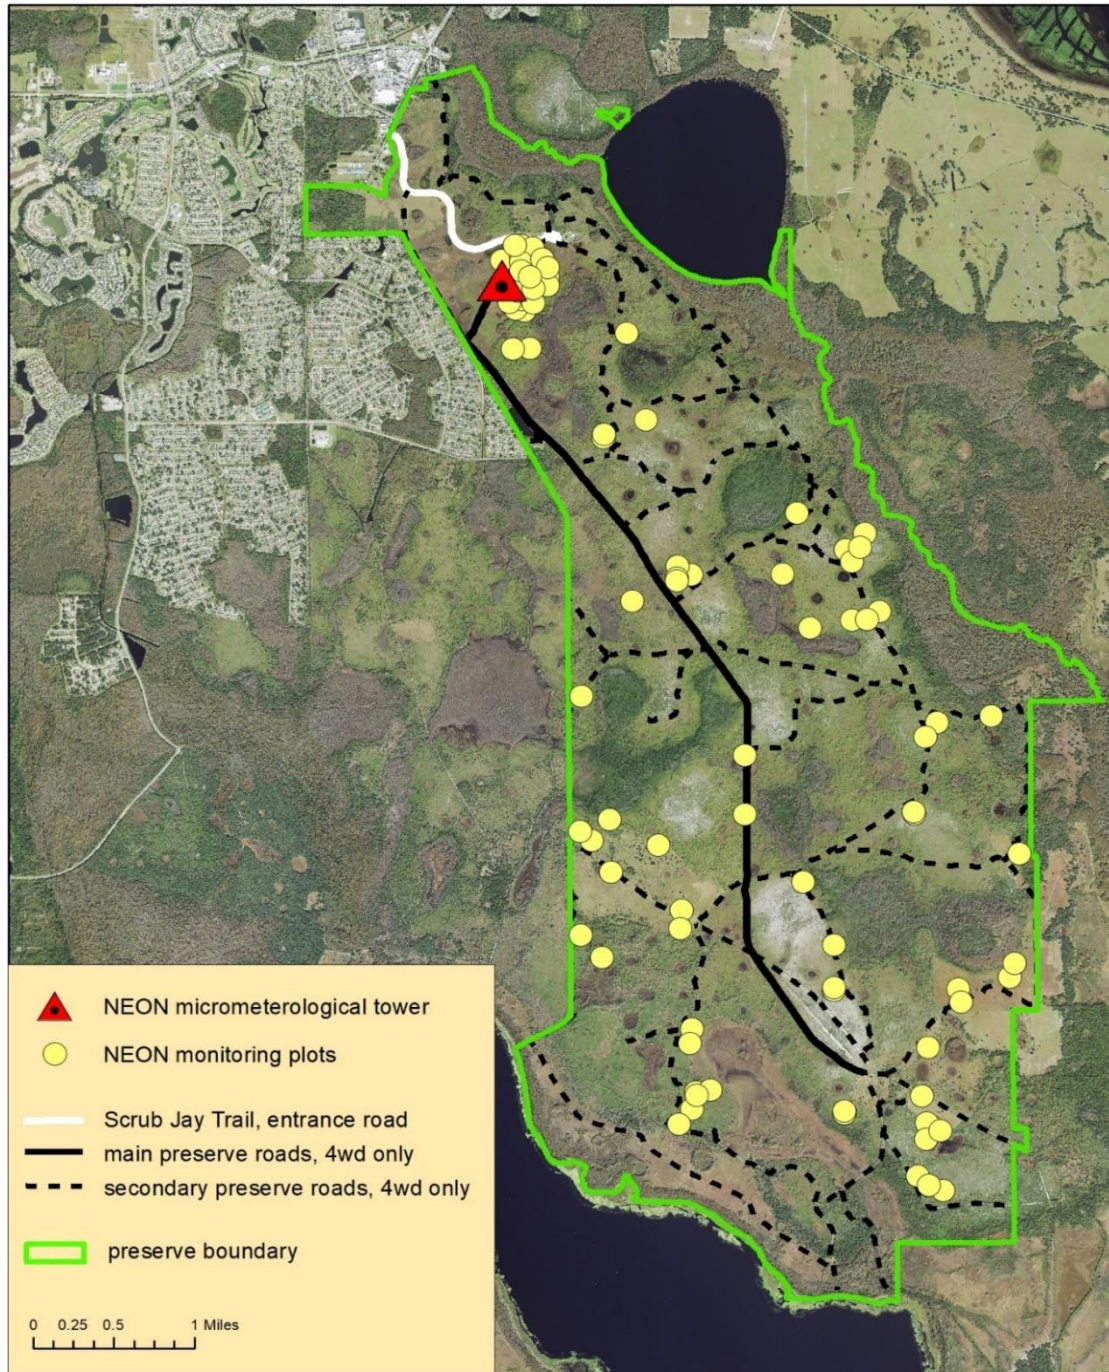 NEON micrometerological tower
NEON monitoring plots
Scrub Jay Trail, entrance road
main preserve roads, 4wd only
secondary preserve roads, 4wd only
preserve boundary
0 0.25 0.5 1 Miles